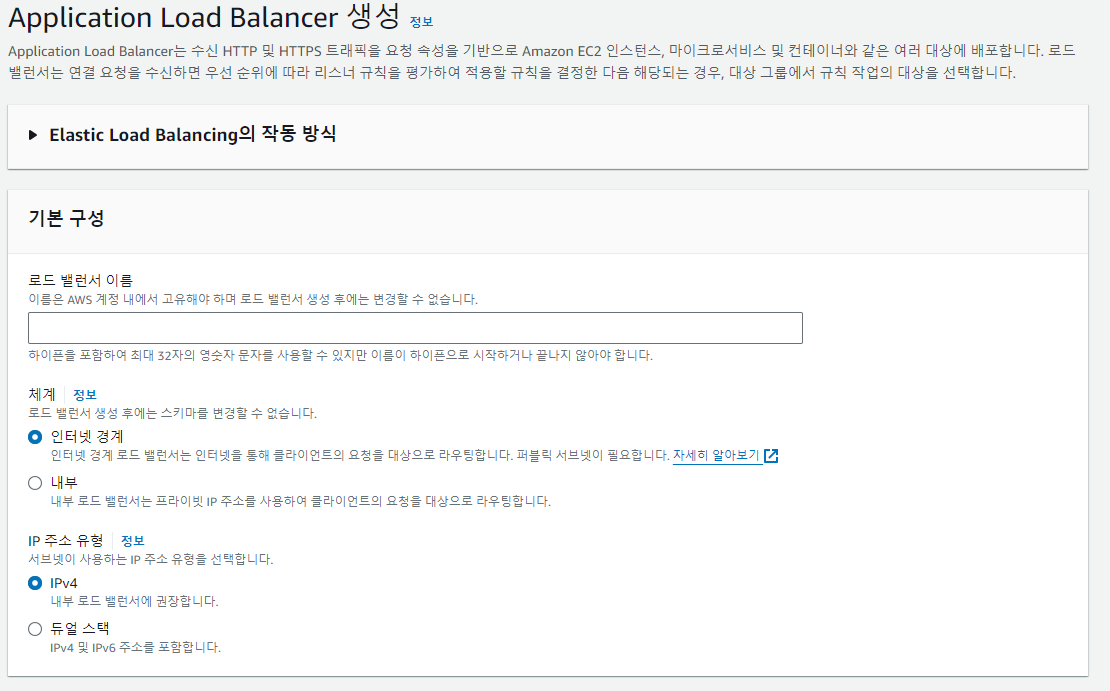 Application Load Balancer 생성 정보
Application Load Balancer는 수신 HTTP 및 HTTPS 트래픽을 요청 속성을 기반으로 Amazon EC2 인스턴스, 마이크로서비스 및 컨테이너와 같은 여러 대상에 배포합니다. 로드
밸런서는 연결 요청을 수신하면 우선 순위에 따라 리스너 규칙을 평가하여 적용할 규칙을 결정한 다음 해당되는 경우, 대상 그룹에서 규칙 작업의 대상을 선택합니다.
Elastic Load Balancing의 작동 방식
기본 구성
로드 밸런서 이름
이름은 AWS 계정 내에서 고유해야 하며 로드 밸런서 생성 후에는 변경할 수 없습니다.
하이픈을 포함하여 최대 32자의 영숫자 문자를 사용할 수 있지만 이름이 하이픈으로 시작하거나 끝나지 않아야 합니다.
체계 정보
로드 밸런서 생성 후에는 스키마를 변경할 수 없습니다.
인터넷 경계
인터넷 경계 로드 밸런서는 인터넷을 통해 클라이언트의 요청을 대상으로 라우팅합니다. 퍼블릭 서브넷이 필요합니다. 자세히 알아보기
내부
내부 로드 밸런서는 프라이빗 IP 주소를 사용하여 클라이언트의 요청을 대상으로 라우팅합니다.
IP 주소 유형 정보
서브넷이 사용하는 IP 주소 유형을 선택합니다.
IPv4
내부 로드 밸런서에 권장합니다.
듀얼 스택
IPv4 및 IPv6 주소를 포함합니다.